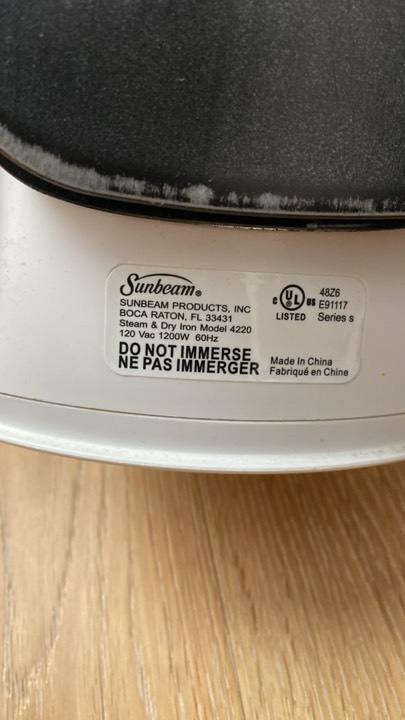 Sunbeam®
SUNBEAM PRODUCTS, INC
BOCA RATON, FL 33431
Steam & Dry Iron Model 4220
120 Vac 1200W 60Hz
DO NOT IMMERSE
NE PAS IMMERGER
C UL US
LISTED
48Z6
E91117
Series s
Made In China
Fabriqué en Chine